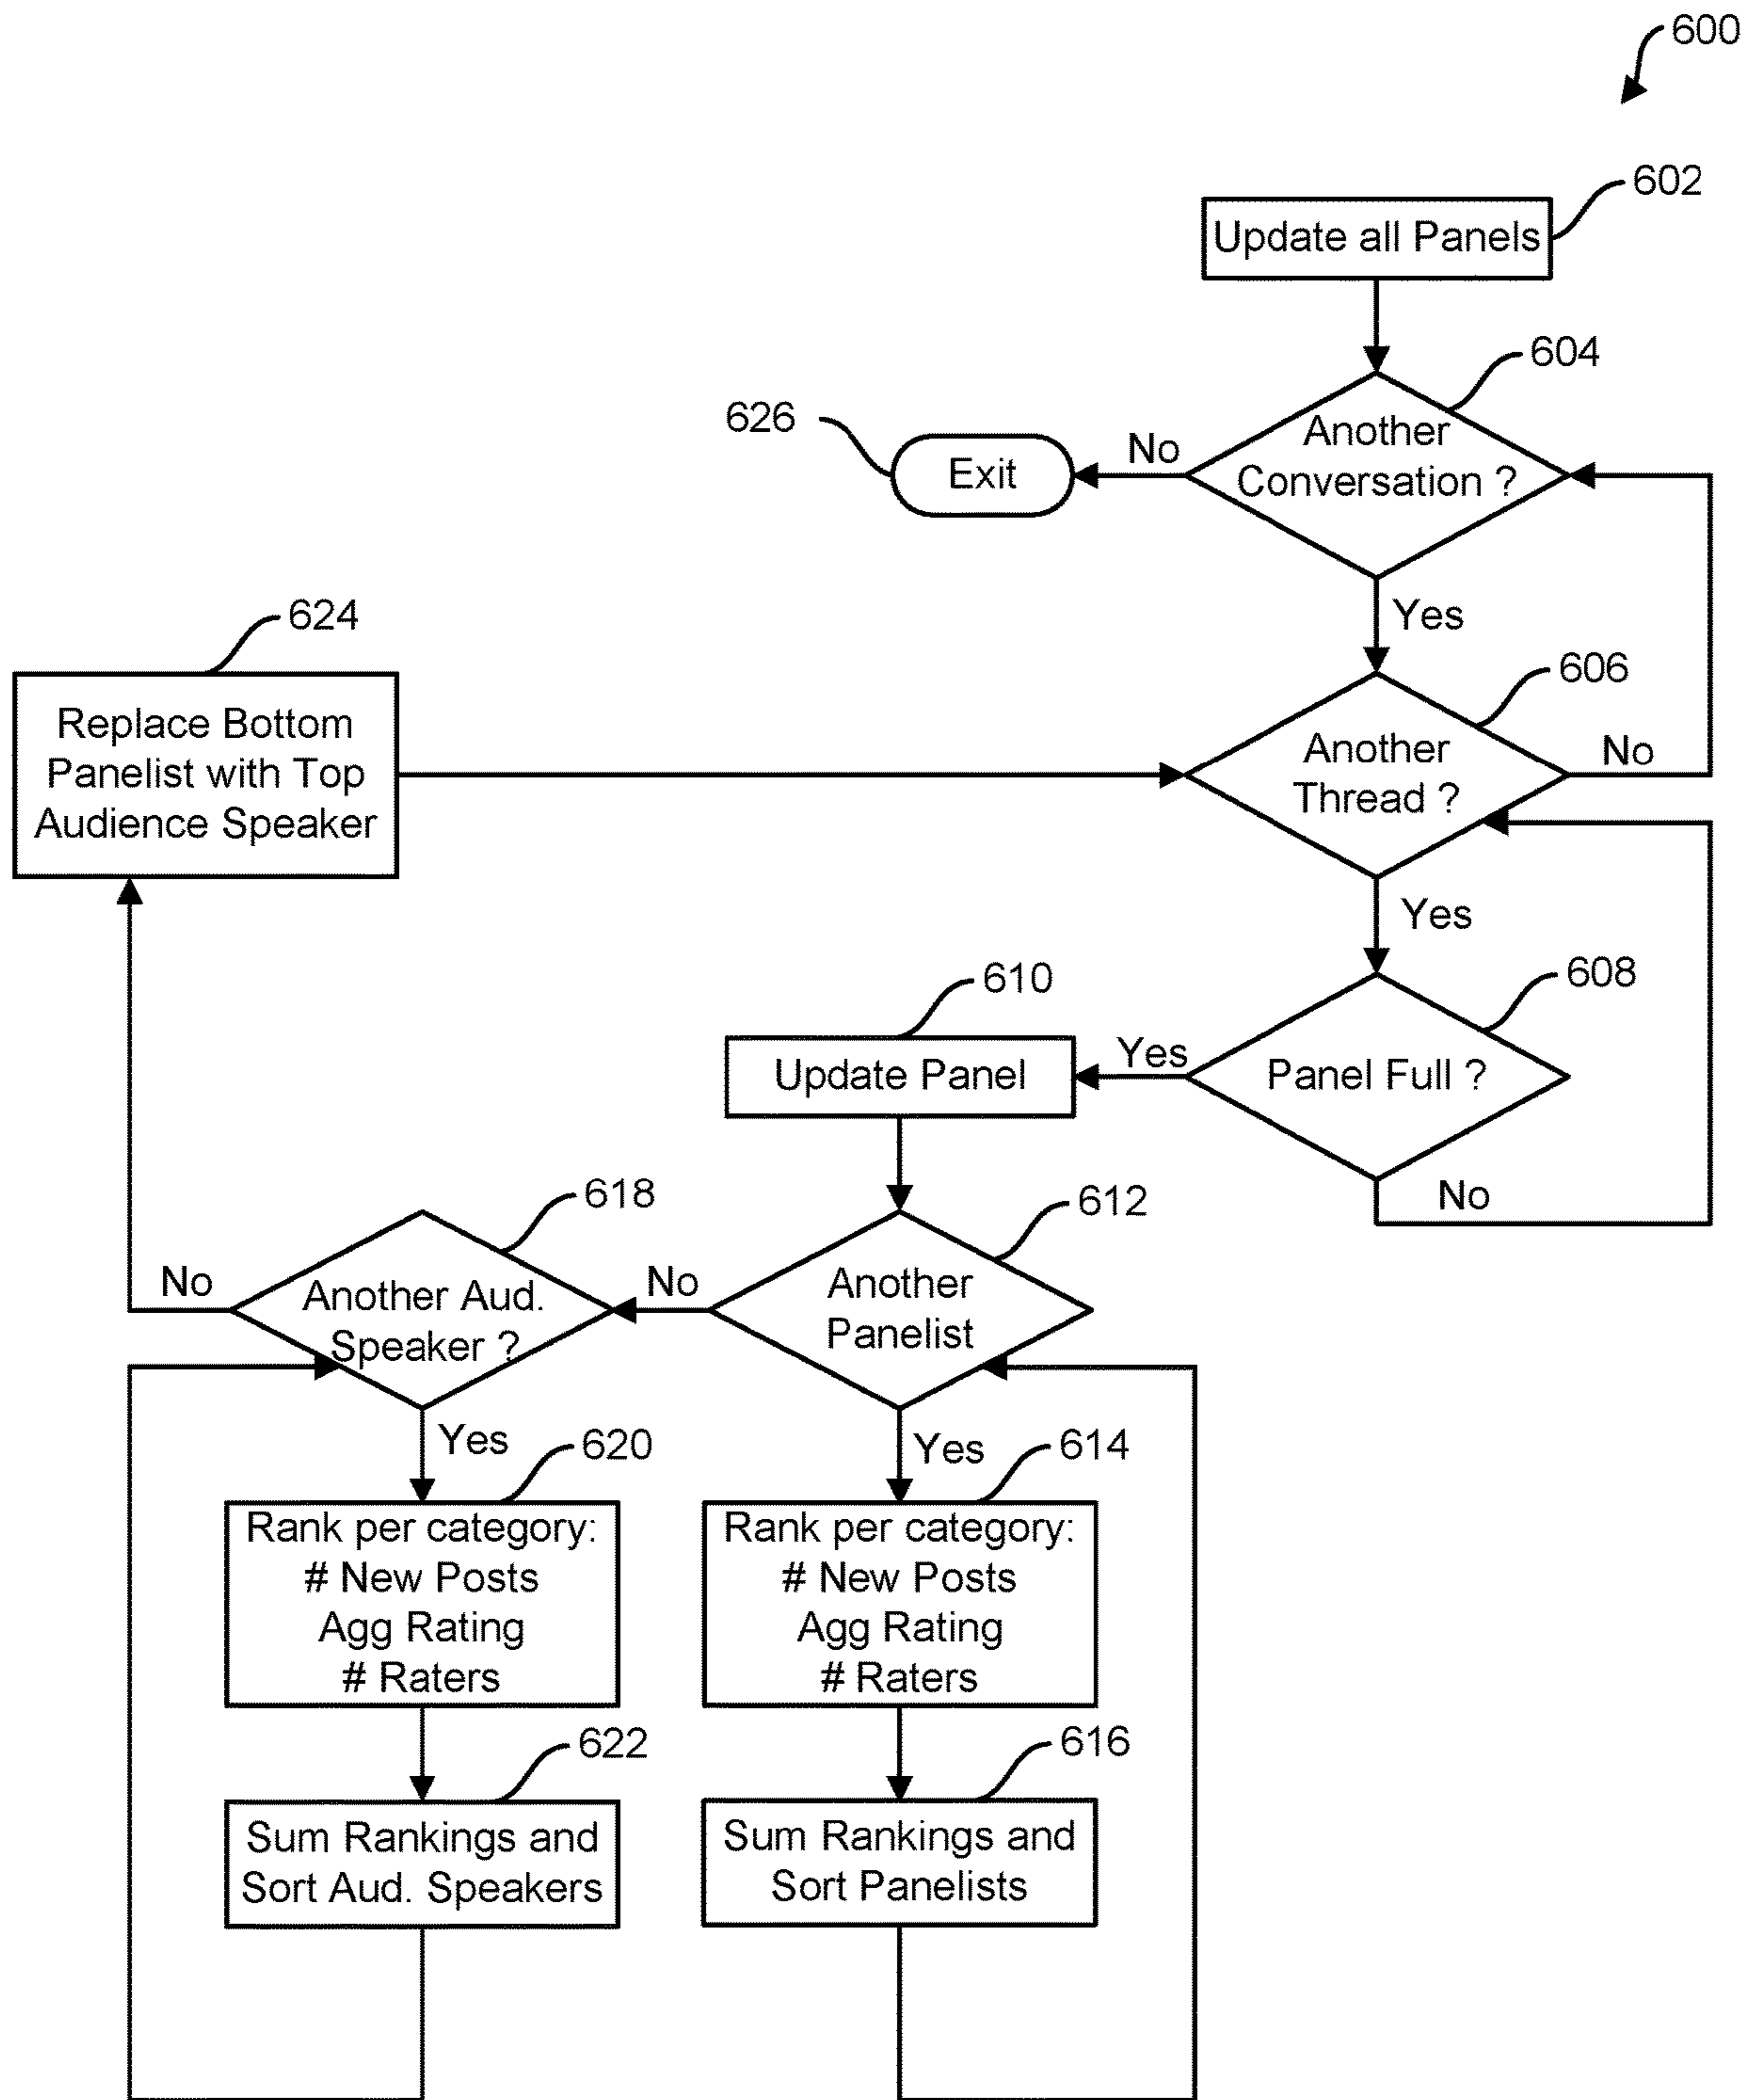 600
602
Update all Panels
604
626
Another
Conversation ?
No
Exit
Yes
624
606
Replace Bottom
Panelist with Top
Audience Speaker
Another
Thread ?
No
Yes
610
608
Update Panel
Yes
Panel Full ?
No
618
612
No
Another Aud.
Speaker ?
No
Another
Panelist
Yes
620
Yes
614
Rank per category:
# New Posts
Agg Rating
# Raters
Rank per category:
# New Posts
Agg Rating
# Raters
622
616
Sum Rankings and
Sort Aud. Speakers
Sum Rankings and
Sort Panelists